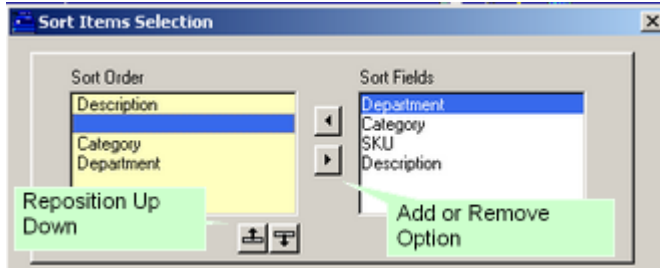 Sort Items Selection
Sort Order
Sort Fields
Description
Category
Department
Department
Category
SKU
Description
Reposition Up
Down
Add or Remove
Option